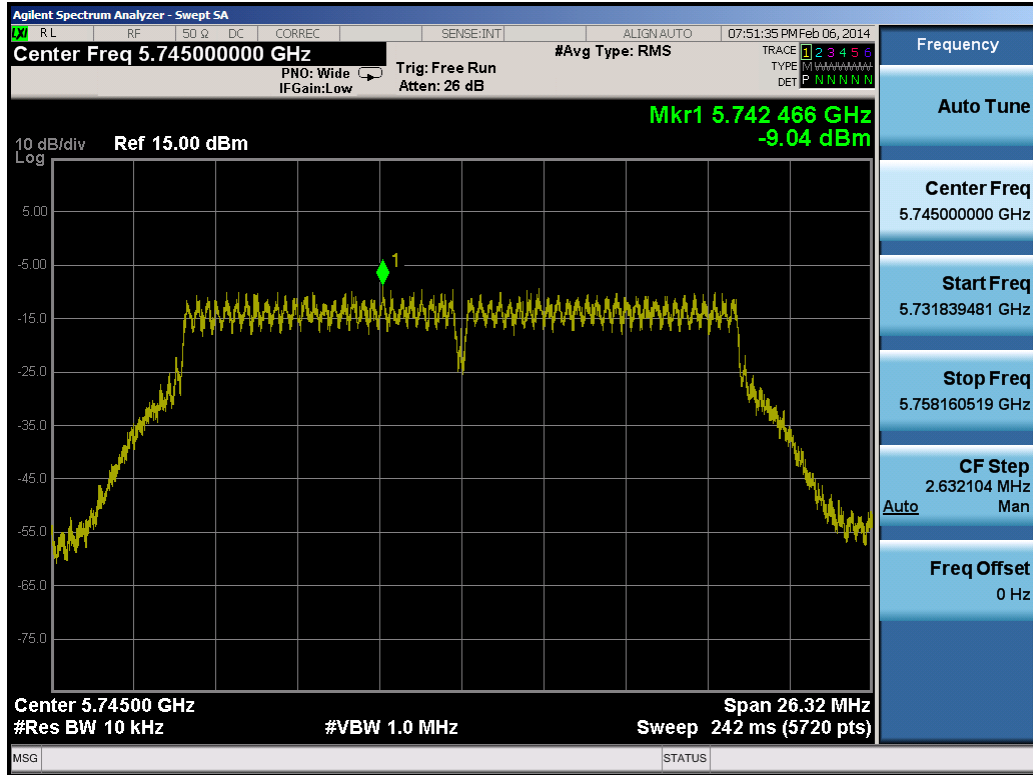 Agilent Spectrum Analyzer - Swept SA
LXI RL RF 50 Ω DC CORREC SENSE:INT ALIGN AUTO 07:51:35 PM Feb 06, 2014
Center Freq 5.745000000 GHz
PNO: Wide
IFGain:Low
Trig: Free Run
Atten: 26 dB
#Avg Type: RMS
TRACE 1 2 3 4 5 6
TYPE M W W W W W
DET P N N N N N
Mkr1 5.742 466 GHz
-9.04 dBm
10 dB/div Ref 15.00 dBm
Log
5.00
-5.00
-15.0
-25.0
-35.0
-45.0
-55.0
-65.0
-75.0
1
Center 5.74500 GHz Span 26.32 MHz
#Res BW 10 kHz #VBW 1.0 MHz Sweep 242 ms (5720 pts)
MSG STATUS
Frequency
Auto Tune
Center Freq
5.745000000 GHz
Start Freq
5.731839481 GHz
Stop Freq
5.758160519 GHz
CF Step
2.632104 MHz
Auto Man
Freq Offset
0 Hz